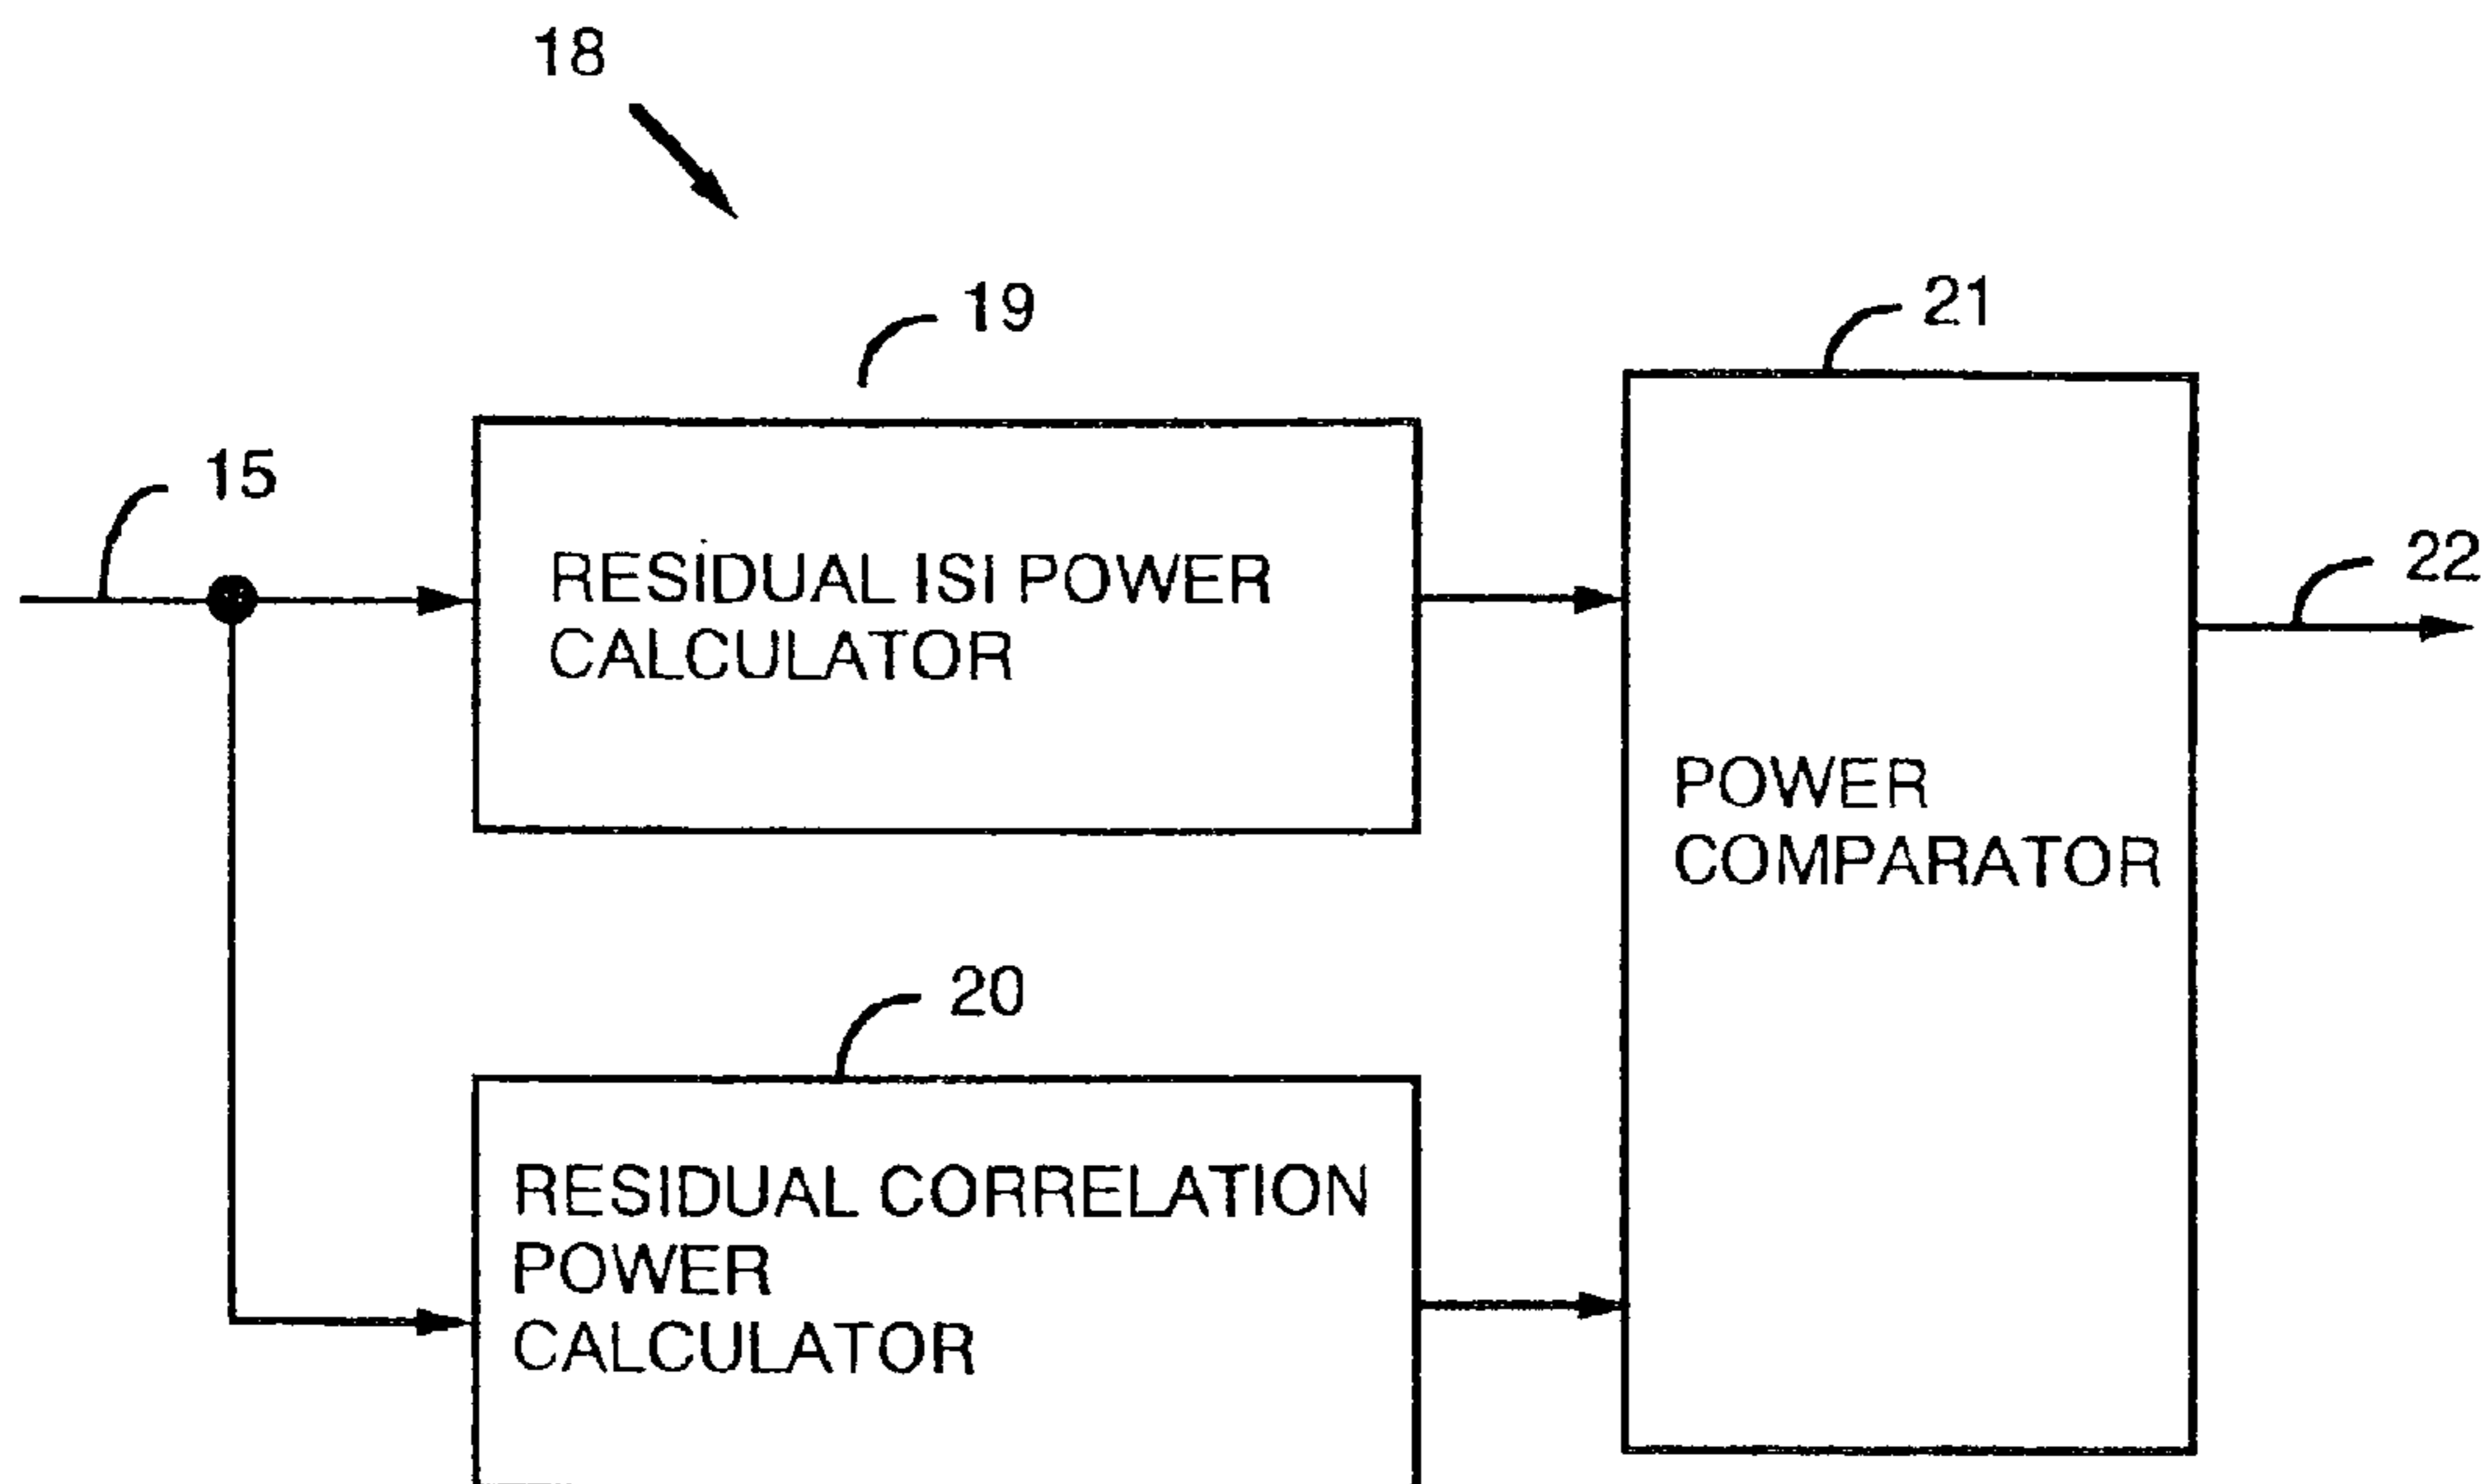 18
19
21
15
22
RESIDUAL ISI POWER
CALCULATOR
POWER
COMPARATOR
20
RESIDUAL CORRELATION
POWER
CALCULATOR